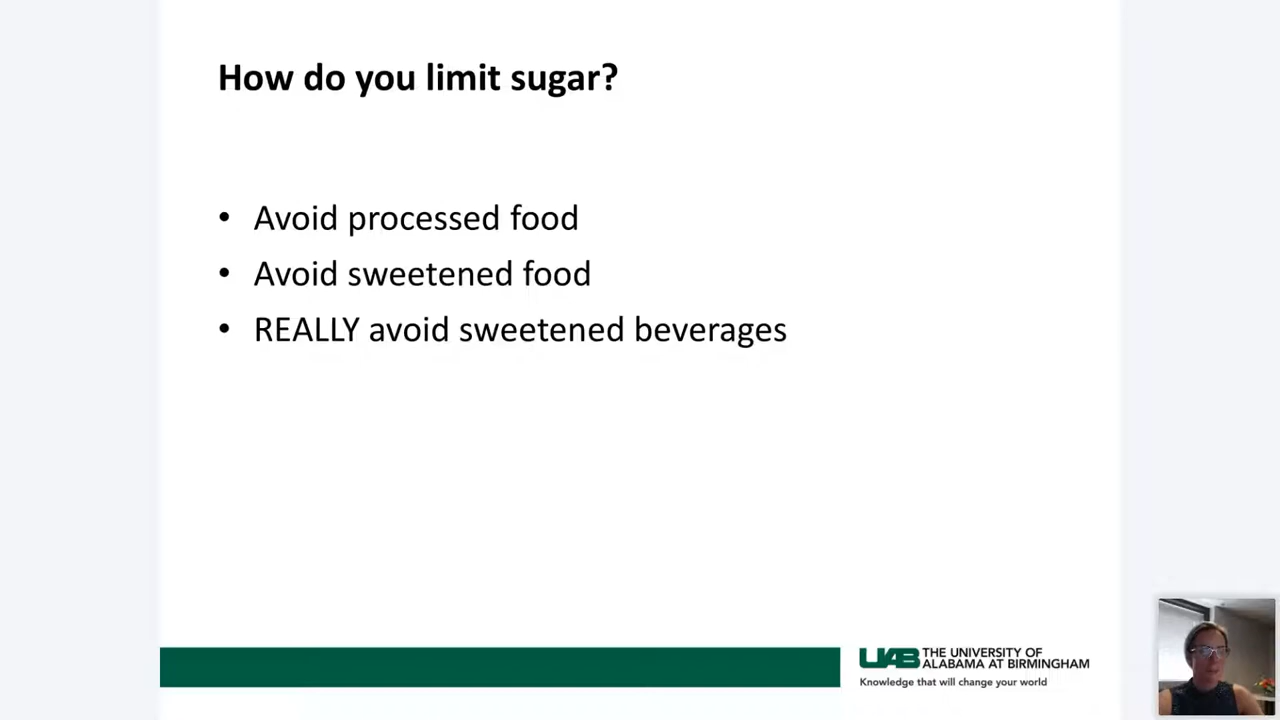 How do you limit sugar?
• Avoid processed food
• Avoid sweetened food
• REALLY avoid sweetened beverages
UAB THE UNIVERSITY OF
ALABAMA AT BIRMINGHAM
Knowledge that will change your world